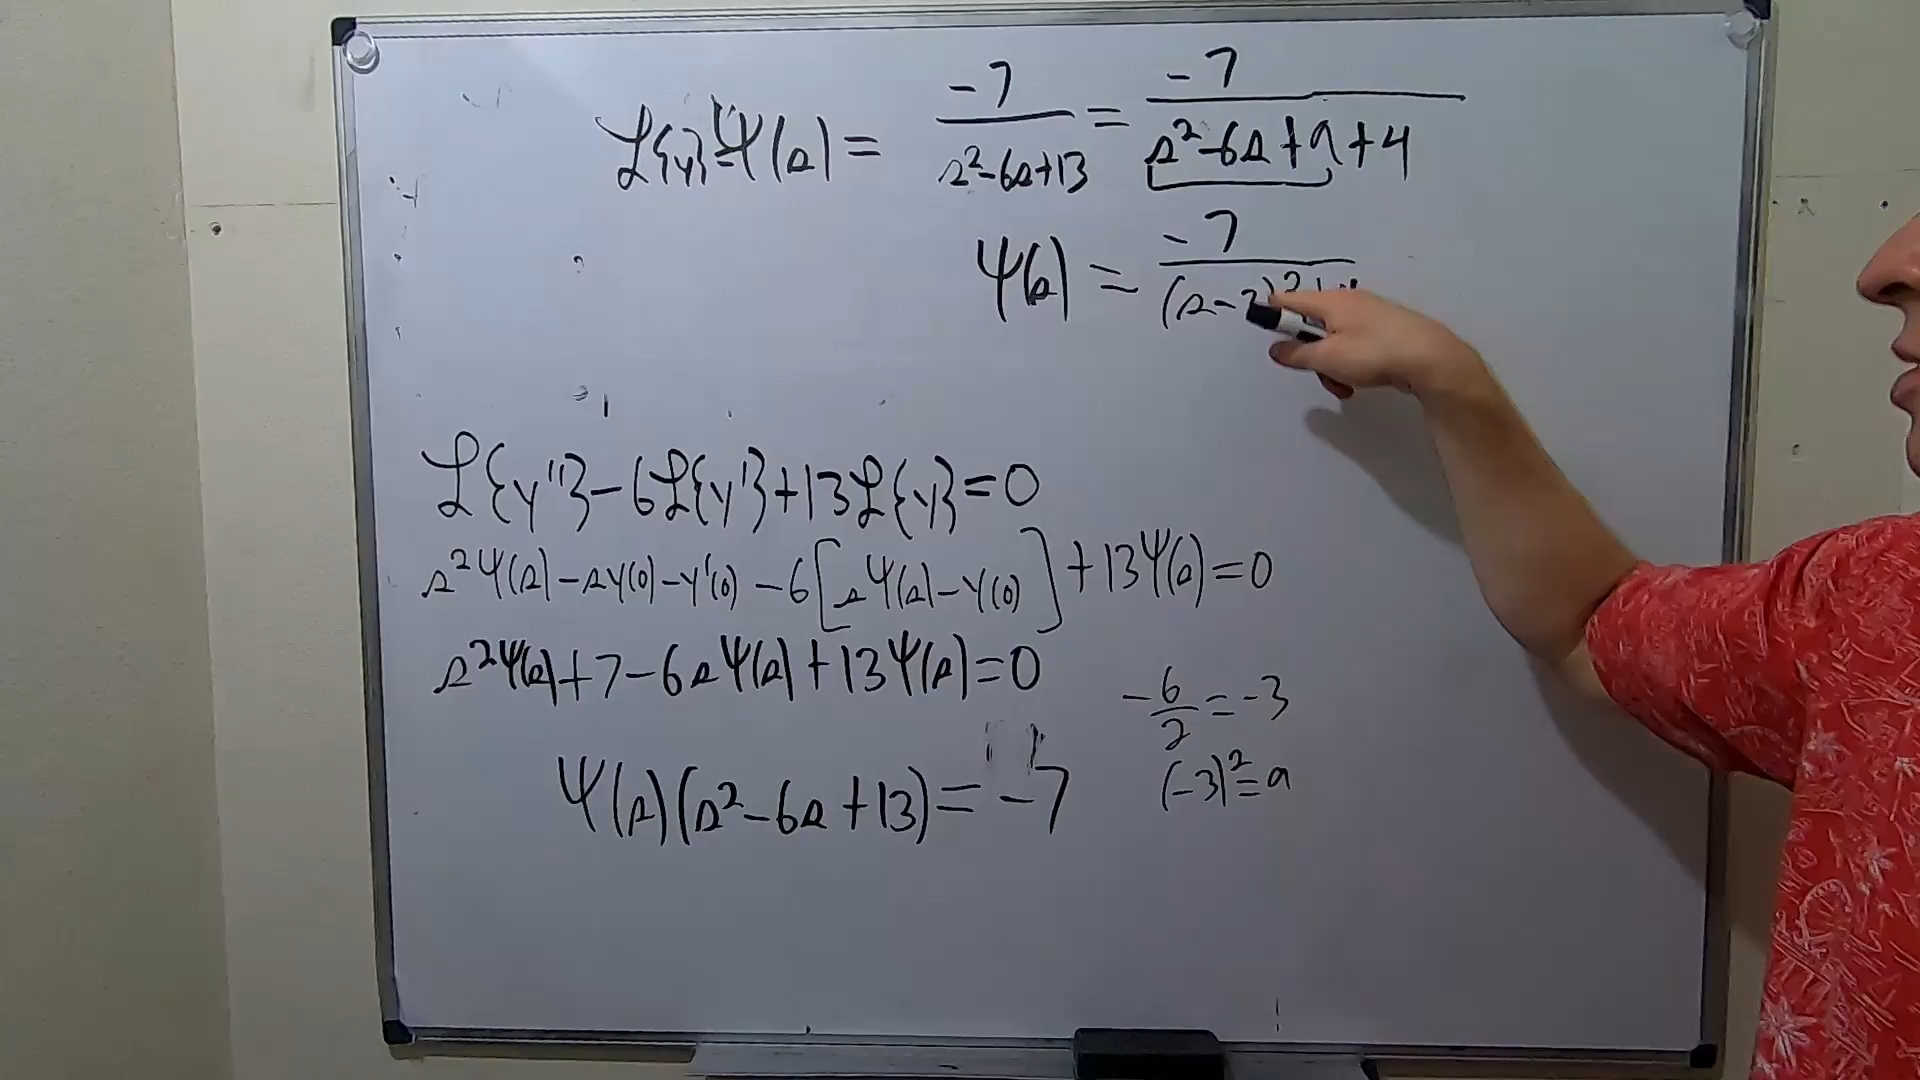 ℒ{y} = Ψ(s) = -7/(s²-6s+13) = -7/(s²-6s+9+4)
Ψ(s) = -7/((s-3)²+4)
ℒ{y''}-6ℒ{y'}+13ℒ{y}=0
s²Ψ(s)-sy(0)-y'(0)-6[sΨ(s)-y(0)]+13Ψ(s)=0
s²Ψ(s)+7-6sΨ(s)+13Ψ(s)=0
-6/2=-3
Ψ(s)(s²-6s+13)=-7
(-3)²=9